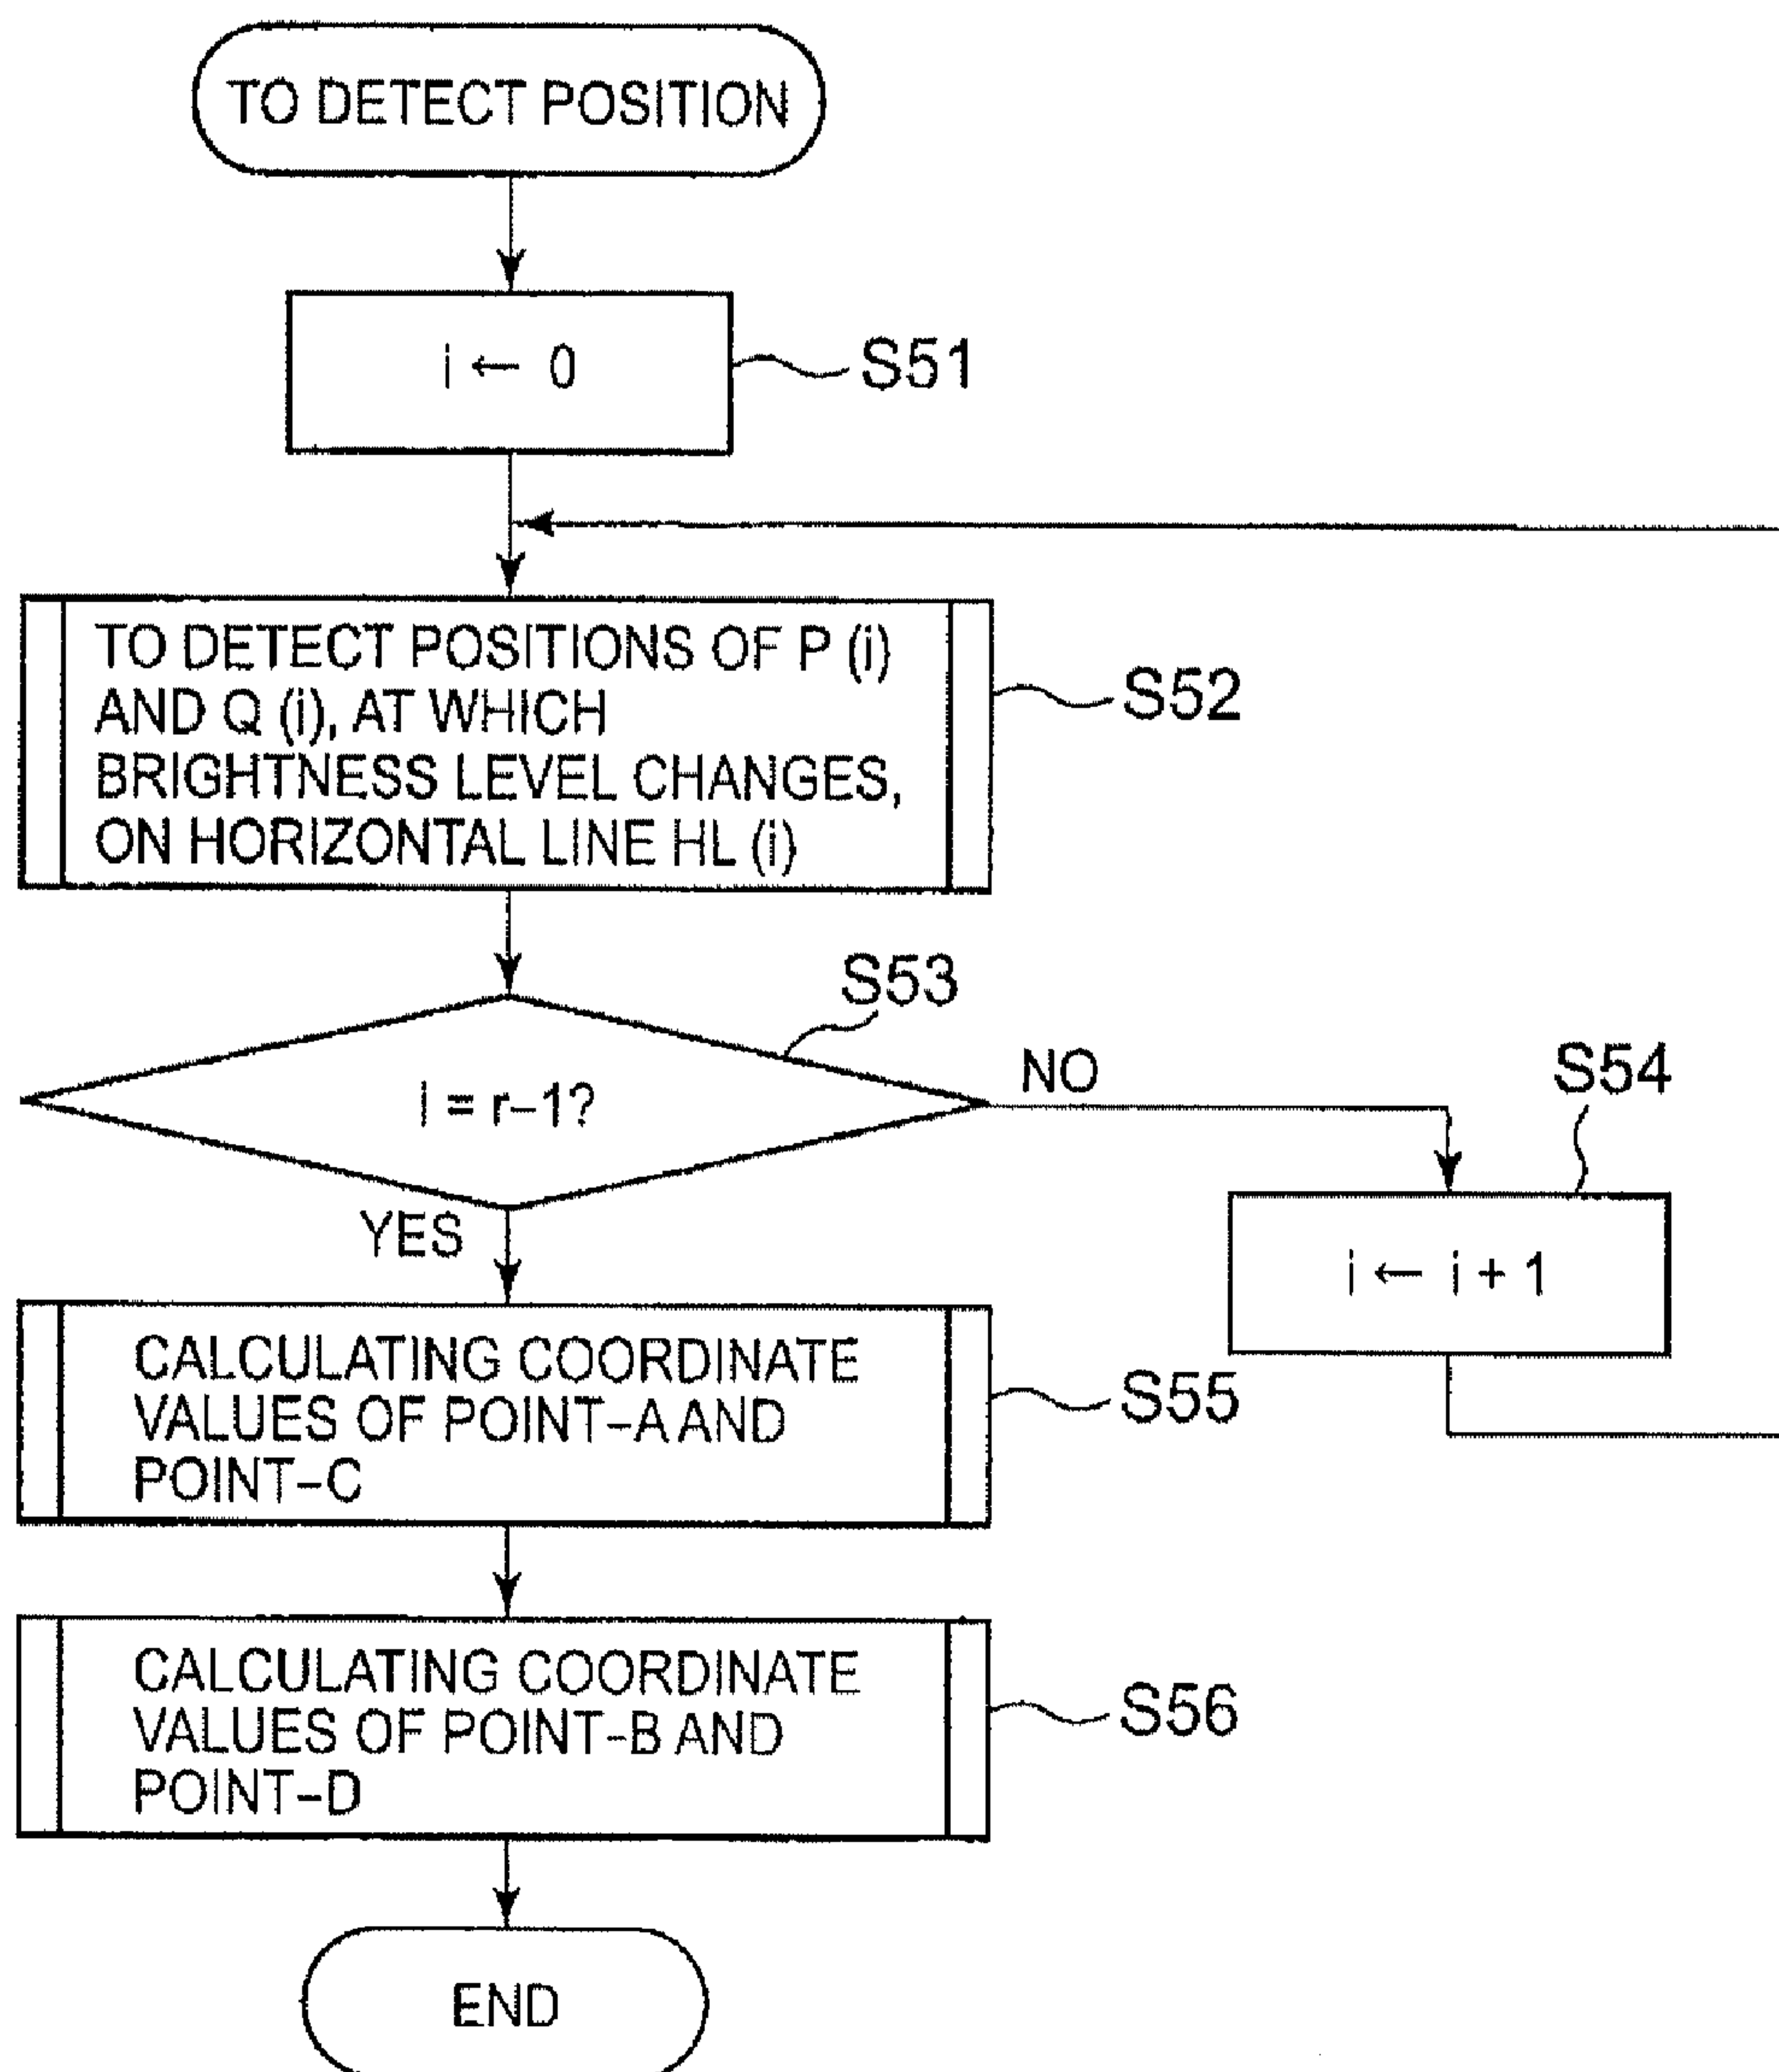 TO DETECT POSITION
i ← 0
S51
TO DETECT POSITIONS OF P (i)
AND Q (i), AT WHICH
BRIGHTNESS LEVEL CHANGES,
ON HORIZONTAL LINE HL (i)
S52
S53
I = r–1?
NO
YES
S54
i ← i + 1
CALCULATING COORDINATE
VALUES OF POINT–A AND
POINT–C
S55
CALCULATING COORDINATE
VALUES OF POINT–B AND
POINT–D
S56
END